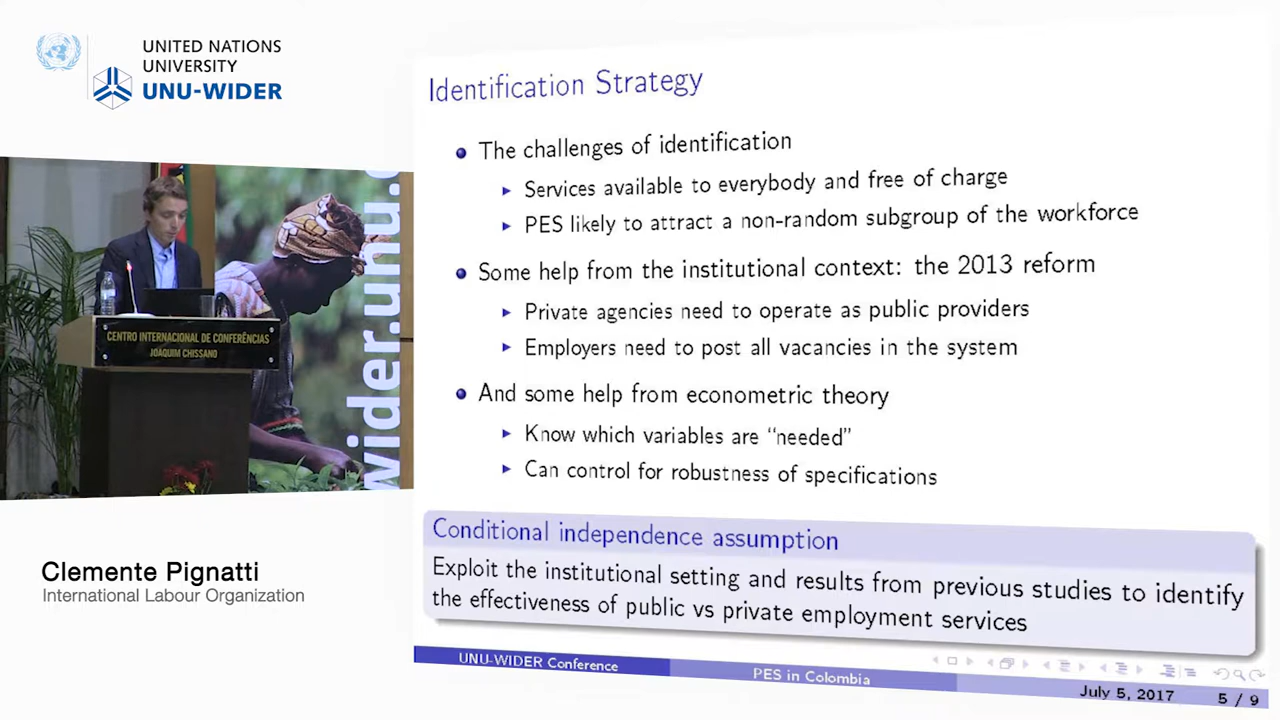 UNITED NATIONS
UNIVERSITY
UNU-WIDER
wider.unu.
CENTRO INTERNACIONAL DE CONFERÊNCIAS
JOAQUIM CHISSANO
Clemente Pignatti
International Labour Organization
Identification Strategy
The challenges of identification
Services available to everybody and free of charge
PES likely to attract a non-random subgroup of the workforce
Some help from the institutional context: the 2013 reform
Private agencies need to operate as public providers
Employers need to post all vacancies in the system
And some help from econometric theory
Know which variables are “needed”
Can control for robustness of specifications
Conditional independence assumption
Exploit the institutional setting and results from previous studies to identify
the effectiveness of public vs private employment services
UNU-WIDER Conference
PES in Colombia
July 5, 2017
5 / 9